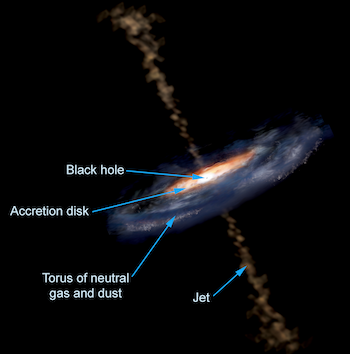 Black hole
Accretion disk
Torus of neutral
gas and dust
Jet